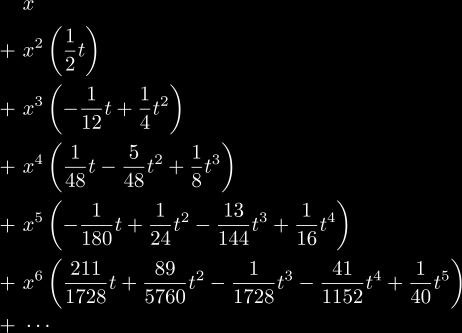 x
+ x^2 (1/2 t)
+ x^3 (-1/12 t + 1/4 t^2)
+ x^4 (1/48 t - 5/48 t^2 + 1/8 t^3)
+ x^5 (-1/180 t + 1/24 t^2 - 13/144 t^3 + 1/16 t^4)
+ x^6 (211/1728 t + 89/5760 t^2 - 1/1728 t^3 - 41/1152 t^4 + 1/40 t^5)
+ ⋯